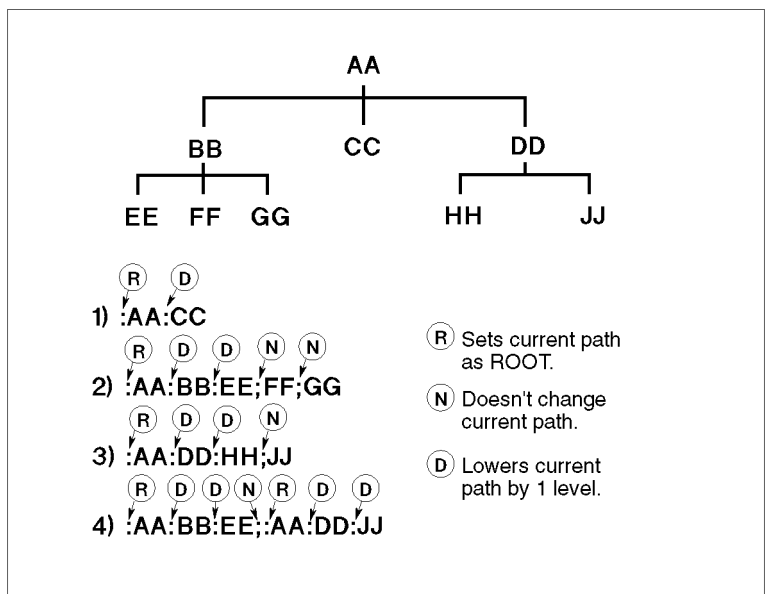 AA
BB CC DD
EE FF GG HH JJ
R D
1) :AA:CC
R D D N N
2) :AA:BB:EE;FF;GG
R D D N
3) :AA:DD:HH;JJ
R D D N R D D
4) :AA:BB:EE;:AA:DD:JJ
R Sets current path
as ROOT.
N Doesn't change
current path.
D Lowers current
path by 1 level.